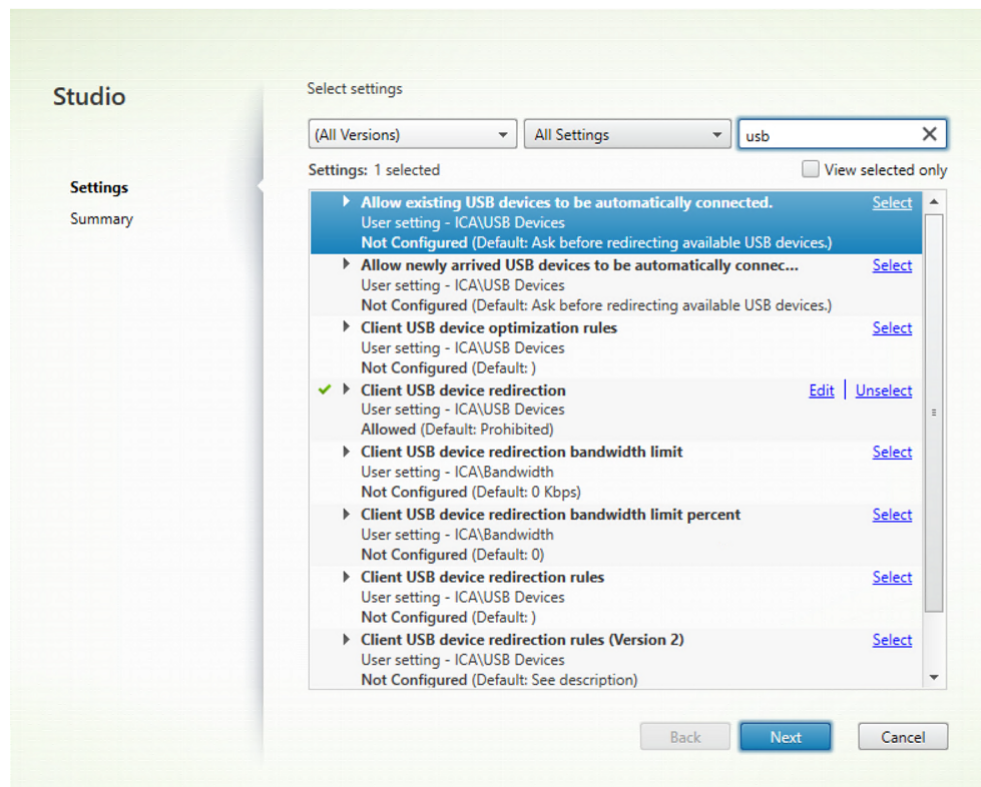 Studio
Settings
Summary
Select settings
(All Versions) All Settings usb
Settings: 1 selected View selected only
Allow existing USB devices to be automatically connected. Select
User setting - ICA\USB Devices
Not Configured (Default: Ask before redirecting available USB devices.)
Allow newly arrived USB devices to be automatically connec... Select
User setting - ICA\USB Devices
Not Configured (Default: Ask before redirecting available USB devices.)
Client USB device optimization rules Select
User setting - ICA\USB Devices
Not Configured (Default: )
Client USB device redirection Edit | Unselect
User setting - ICA\USB Devices
Allowed (Default: Prohibited)
Client USB device redirection bandwidth limit Select
User setting - ICA\Bandwidth
Not Configured (Default: 0 Kbps)
Client USB device redirection bandwidth limit percent Select
User setting - ICA\Bandwidth
Not Configured (Default: 0)
Client USB device redirection rules Select
User setting - ICA\USB Devices
Not Configured (Default: )
Client USB device redirection rules (Version 2) Select
User setting - ICA\USB Devices
Not Configured (Default: See description)
Back Next Cancel